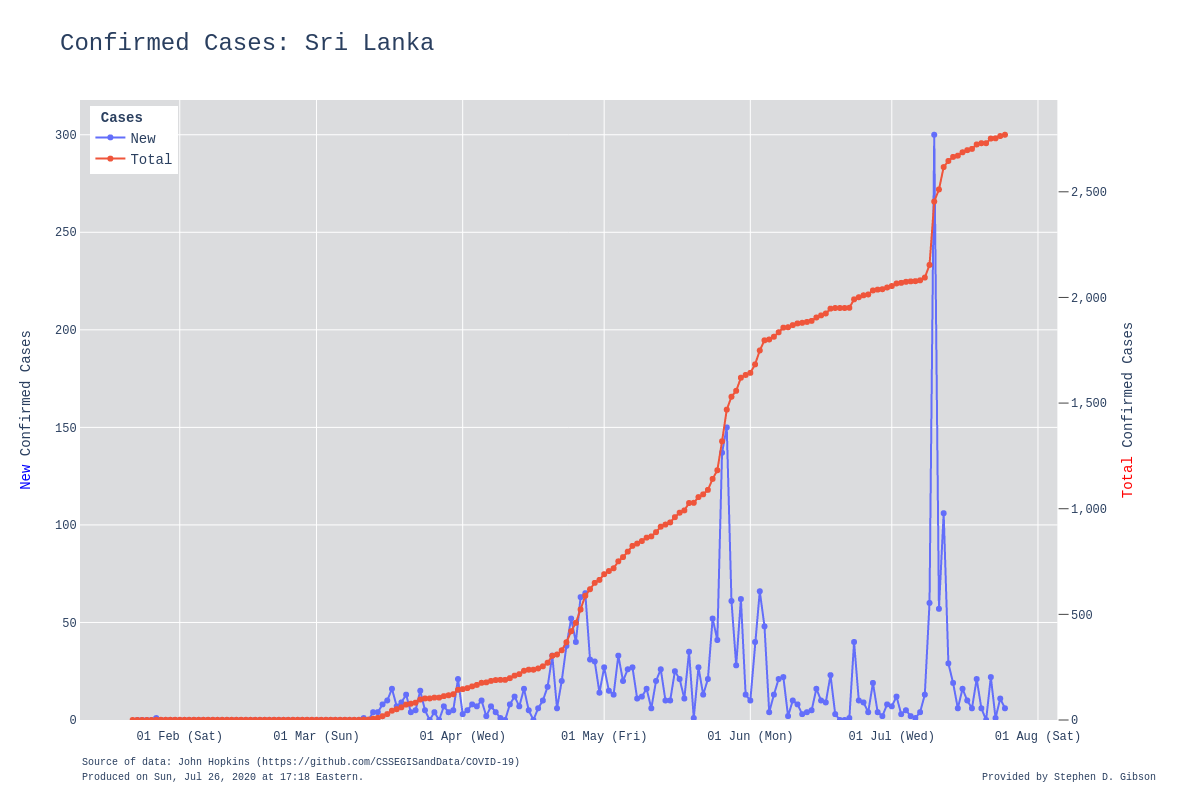 Confirmed Cases: Sri Lanka
Cases
New
Total
300
250
200
150
100
50
0
2,500
2,000
1,500
1,000
500
0
New Confirmed Cases
Total Confirmed Cases
01 Feb (Sat)
01 Mar (Sun)
01 Apr (Wed)
01 May (Fri)
01 Jun (Mon)
01 Jul (Wed)
01 Aug (Sat)
Source of data: John Hopkins (https://github.com/CSSEGISandData/COVID-19)
Produced on Sun, Jul 26, 2020 at 17:18 Eastern.
Provided by Stephen D. Gibson